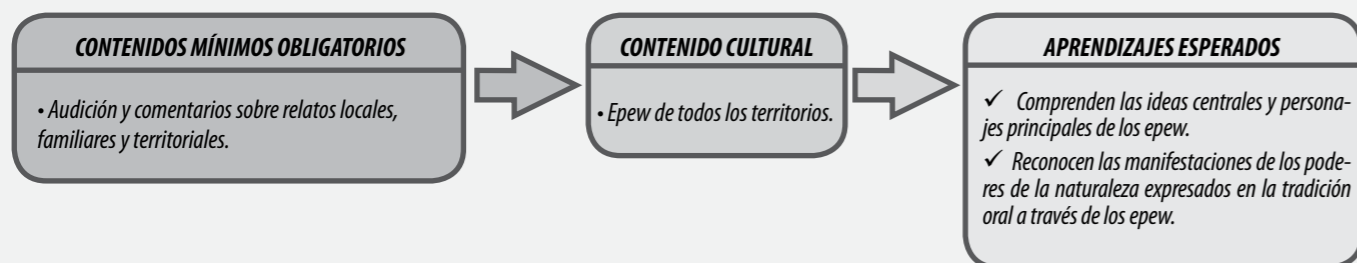 CONTENIDOS MÍNIMOS OBLIGATORIOS
• Audición y comentarios sobre relatos locales,
familiares y territoriales.
CONTENIDO CULTURAL
• Epew de todos los territorios.
APRENDIZAJES ESPERADOS
✓ Comprenden las ideas centrales y persona-
jes principales de los epew.
✓ Reconocen las manifestaciones de los pode-
res de la naturaleza expresados en la tradición
oral a través de los epew.